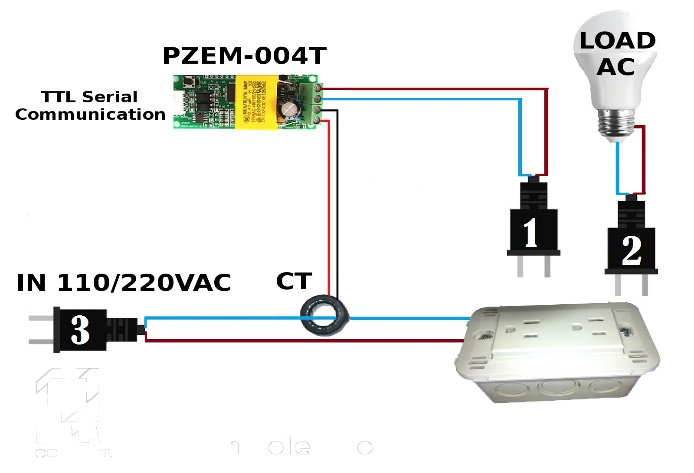 PZEM-004T
LOAD
AC
TTL Serial
Communication
1
2
IN 110/220VAC
CT
3